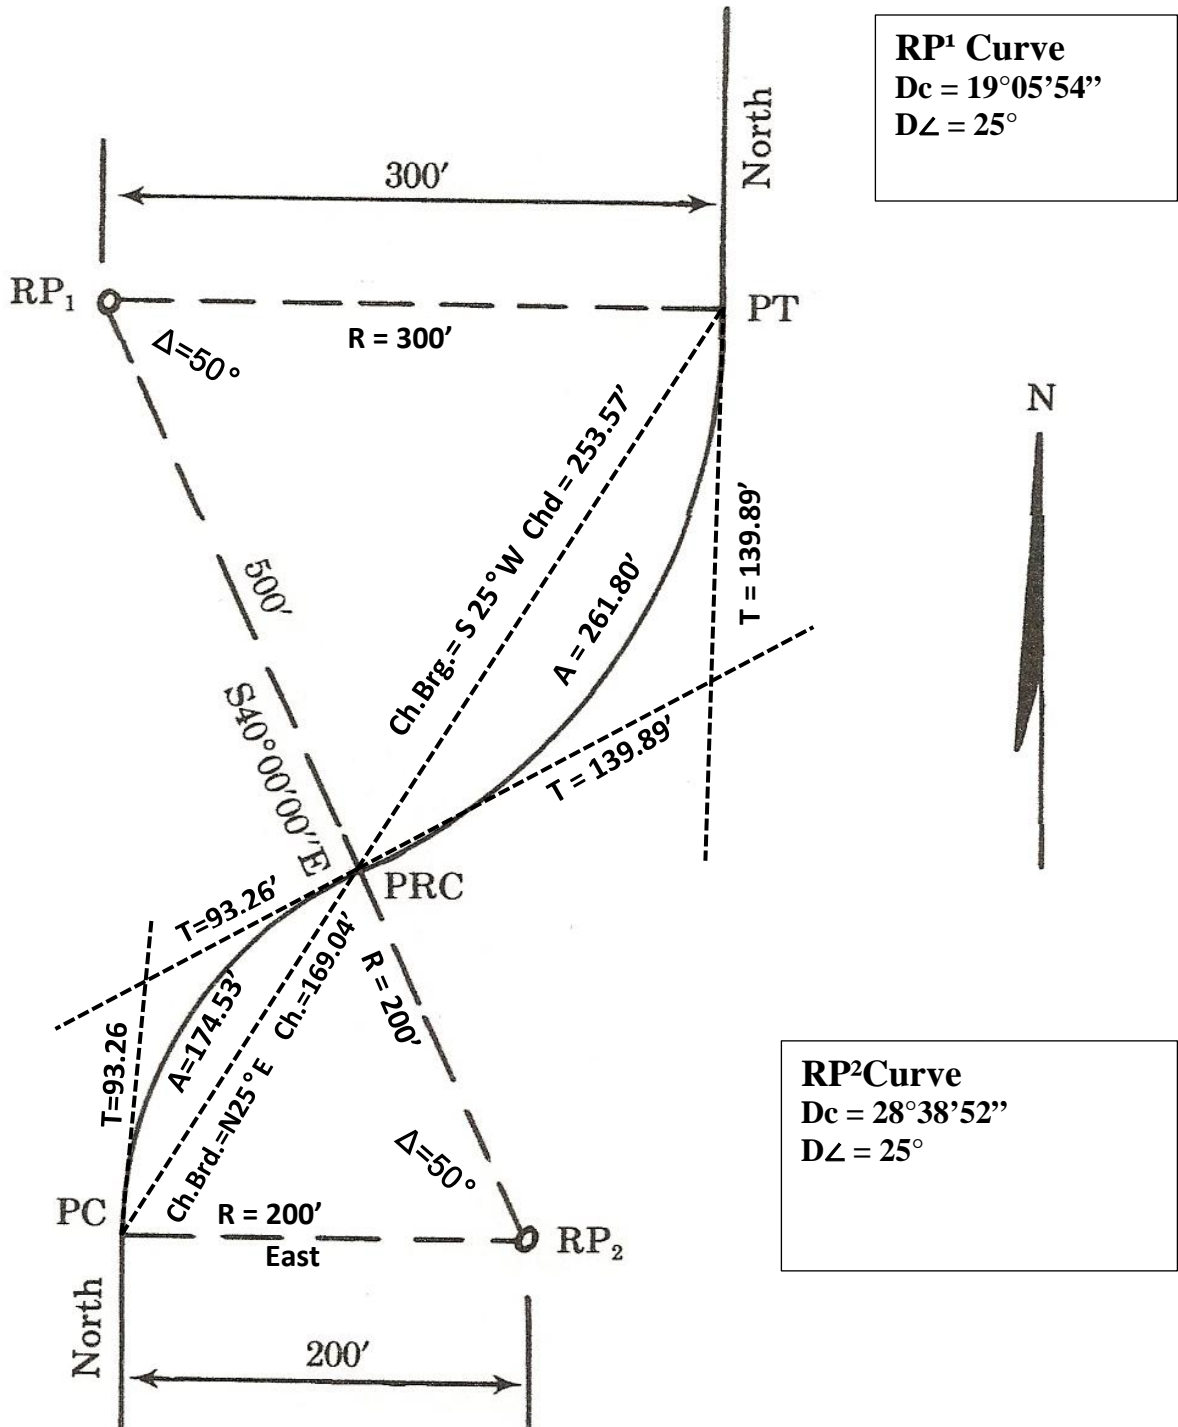 RP¹ Curve
Dc = 19°05’54”
D∠ = 25°
North
300′
RP₁
PT
R = 300’
Δ=50°
N
Ch.Brg.= S 25°W Chd = 253.57’
T = 139.89’
A = 261.80’
500′
S40°00′00″E
T = 139.89’
PRC
T=93.26’
R = 200’
A=174.53’
Ch.Brd.=N25°E Ch.=169.04’
T=93.26
RP²Curve
Dc = 28°38’52”
D∠ = 25°
Δ=50°
PC
R = 200’
RP₂
East
North
200′